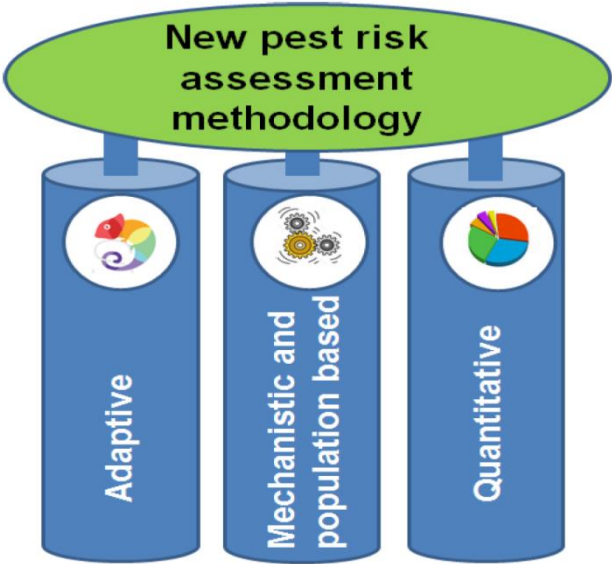 New pest risk
assessment
methodology
Adaptive
Mechanistic and
population based
Quantitative